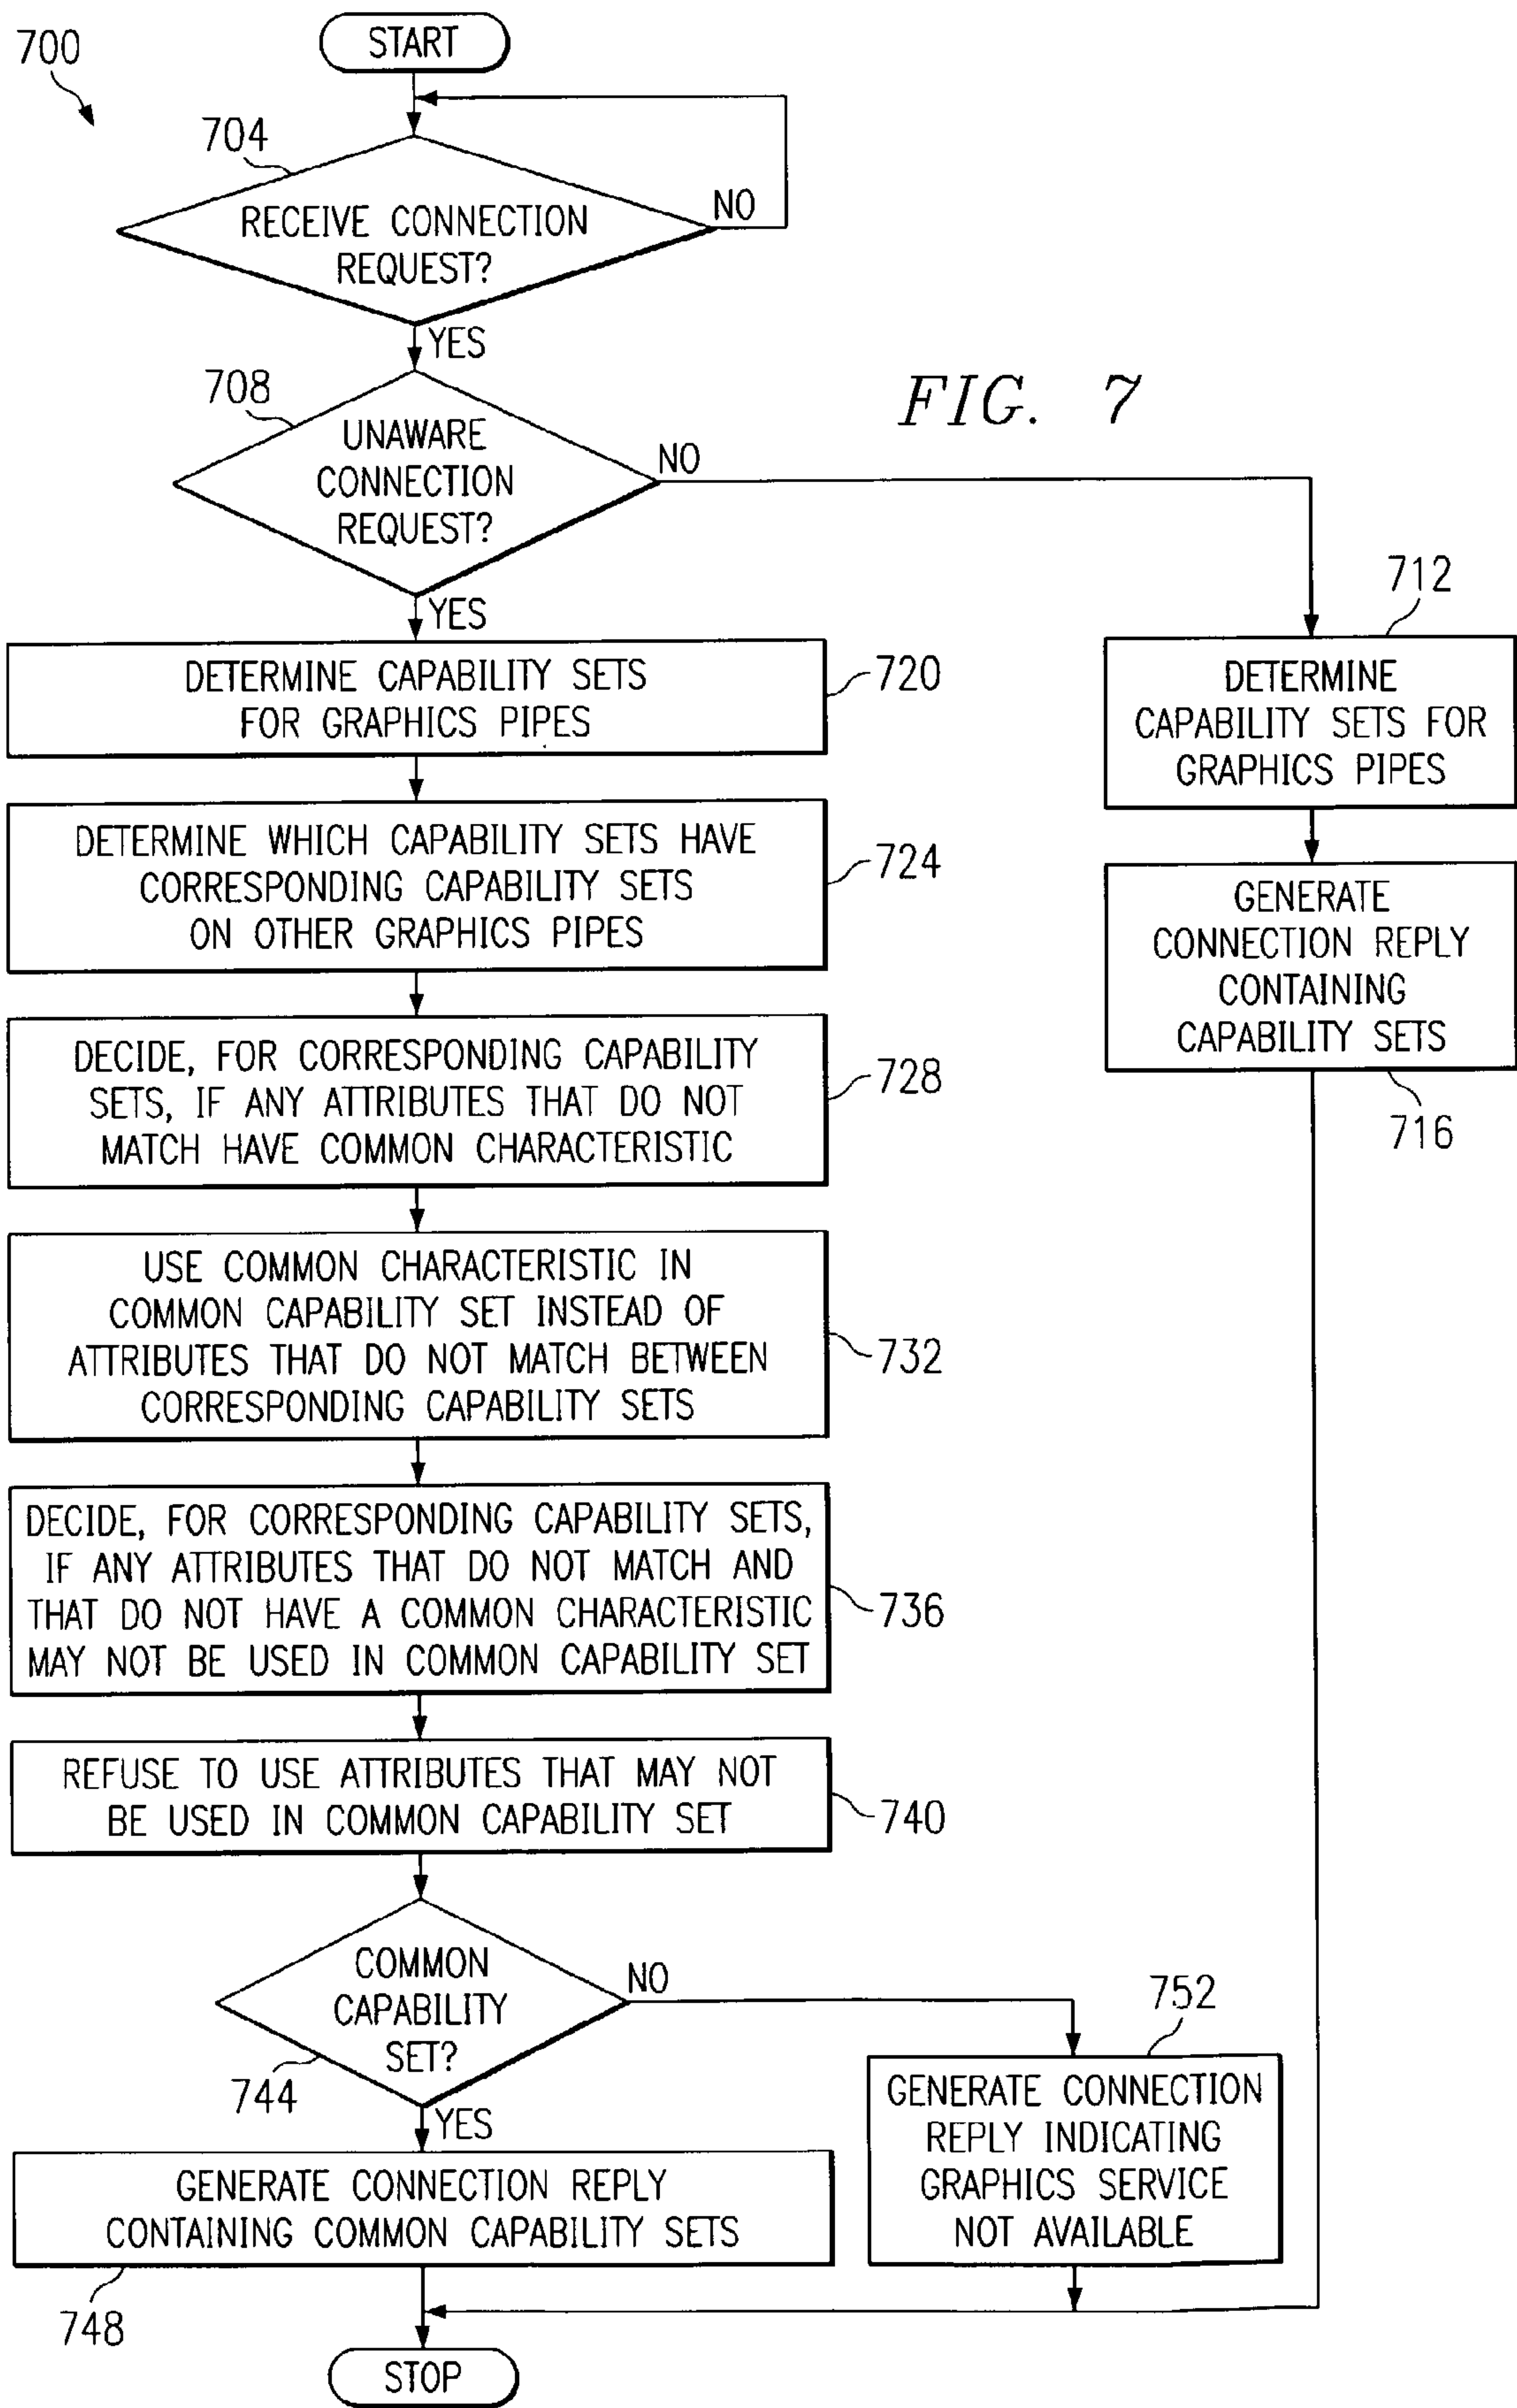 700
START
704
RECEIVE CONNECTION
REQUEST?
NO
YES
708
FIG. 7
UNAWARE
CONNECTION
REQUEST?
NO
YES
712
DETERMINE
CAPABILITY SETS FOR
GRAPHICS PIPES
GENERATE
CONNECTION REPLY
CONTAINING
CAPABILITY SETS
716
DETERMINE CAPABILITY SETS
FOR GRAPHICS PIPES
720
DETERMINE WHICH CAPABILITY SETS HAVE
CORRESPONDING CAPABILITY SETS
ON OTHER GRAPHICS PIPES
724
DECIDE, FOR CORRESPONDING CAPABILITY
SETS, IF ANY ATTRIBUTES THAT DO NOT
MATCH HAVE COMMON CHARACTERISTIC
728
USE COMMON CHARACTERISTIC IN
COMMON CAPABILITY SET INSTEAD OF
ATTRIBUTES THAT DO NOT MATCH BETWEEN
CORRESPONDING CAPABILITY SETS
732
DECIDE, FOR CORRESPONDING CAPABILITY SETS,
IF ANY ATTRIBUTES THAT DO NOT MATCH AND
THAT DO NOT HAVE A COMMON CHARACTERISTIC
MAY NOT BE USED IN COMMON CAPABILITY SET
736
REFUSE TO USE ATTRIBUTES THAT MAY NOT
BE USED IN COMMON CAPABILITY SET
740
COMMON
CAPABILITY
SET?
NO
744
YES
752
GENERATE CONNECTION
REPLY INDICATING
GRAPHICS SERVICE
NOT AVAILABLE
GENERATE CONNECTION REPLY
CONTAINING COMMON CAPABILITY SETS
748
STOP